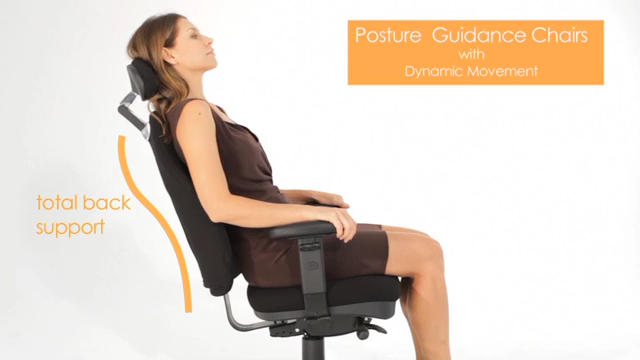 Posture Guidance Chairs
with
Dynamic Movement
total back
support